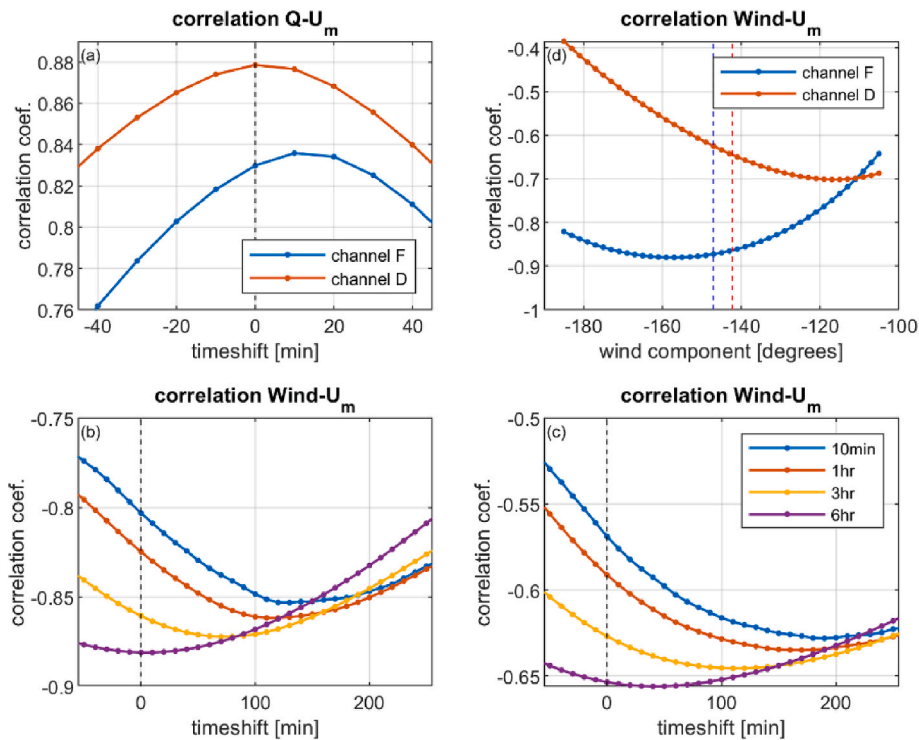 correlation Q-Um
(a)
0.88
0.86
0.84
0.82
0.8
0.78
0.76
correlation coef.
channel F
channel D
-40 -20 0 20 40
timeshift [min]
correlation Wind-Um
(d)
-0.4
-0.5
-0.6
-0.7
-0.8
-0.9
-1
correlation coef.
channel F
channel D
-180 -160 -140 -120 -100
wind component [degrees]
correlation Wind-Um
(b)
-0.75
-0.8
-0.85
-0.9
correlation coef.
0 100 200
timeshift [min]
correlation Wind-Um
(c)
-0.5
-0.55
-0.6
-0.65
correlation coef.
10min
1hr
3hr
6hr
0 100 200
timeshift [min]